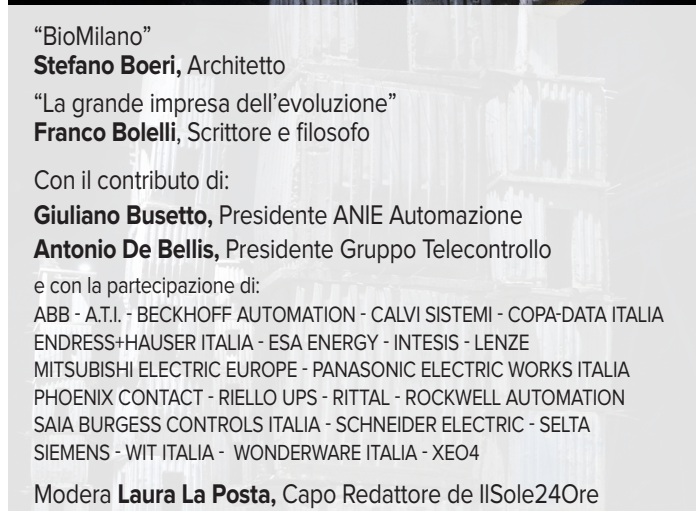 “BioMilano”
Stefano Boeri, Architetto
“La grande impresa dell’evoluzione”
Franco Bolelli, Scrittore e filosofo
Con il contributo di:
Giuliano Busetto, Presidente ANIE Automazione
Antonio De Bellis, Presidente Gruppo Telecontrollo
e con la partecipazione di:
ABB - A.T.I. - BECKHOFF AUTOMATION - CALVI SISTEMI - COPA-DATA ITALIA
ENDRESS+HAUSER ITALIA - ESA ENERGY - INTESIS - LENZE
MITSUBISHI ELECTRIC EUROPE - PANASONIC ELECTRIC WORKS ITALIA
PHOENIX CONTACT - RIELLO UPS - RITTAL - ROCKWELL AUTOMATION
SAIA BURGESS CONTROLS ITALIA - SCHNEIDER ELECTRIC - SELTA
SIEMENS - WIT ITALIA - WONDERWARE ITALIA - XEO4
Modera Laura La Posta, Capo Redattore de IlSole24Ore